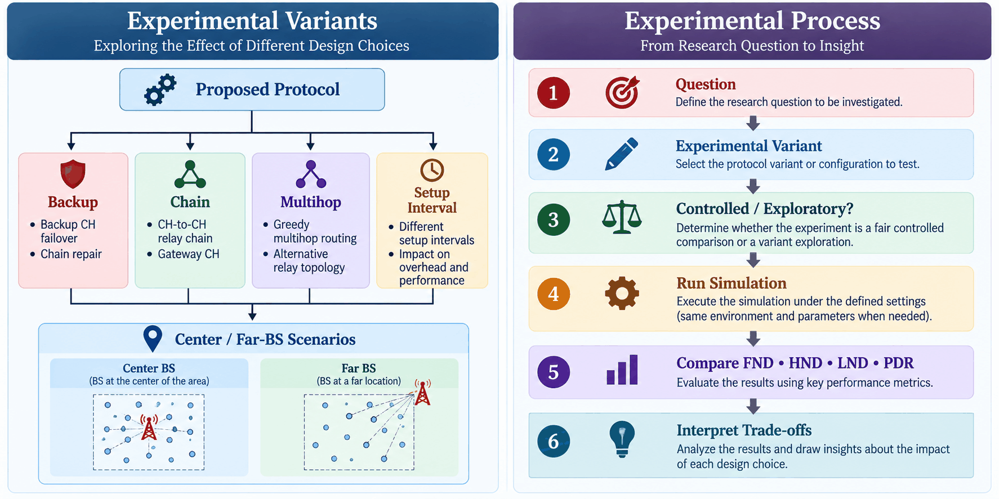 Experimental Variants
Exploring the Effect of Different Design Choices
Proposed Protocol
Backup
• Backup CH
failover
• Chain repair
Chain
• CH-to-CH
relay chain
• Gateway CH
Multihop
• Greedy
multihop routing
• Alternative
relay topology
Setup
Interval
• Different
setup intervals
• Impact on
overhead and
performance
Center / Far-BS Scenarios
Center BS
(BS at the center of the area)
Far BS
(BS at a far location)
Experimental Process
From Research Question to Insight
1
Question
Define the research question to be investigated.
2
Experimental Variant
Select the protocol variant or configuration to test.
3
Controlled / Exploratory?
Determine whether the experiment is a fair controlled
comparison or a variant exploration.
4
Run Simulation
Execute the simulation under the defined settings
(same environment and parameters when needed).
5
Compare FND • HND • LND • PDR
Evaluate the results using key performance metrics.
6
Interpret Trade-offs
Analyze the results and draw insights about the impact
of each design choice.